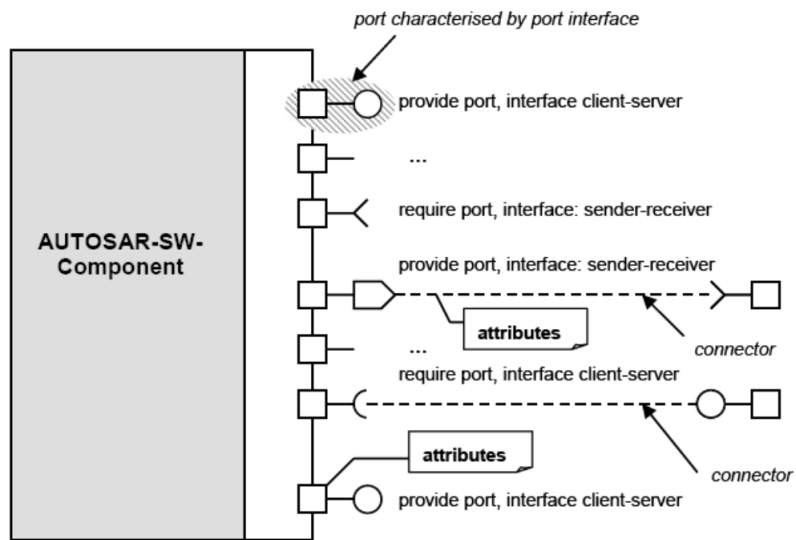 port characterised by port interface
provide port, interface client-server
...
require port, interface: sender-receiver
AUTOSAR-SW-
Component
provide port, interface: sender-receiver
attributes
connector
...
require port, interface client-server
attributes
connector
provide port, interface client-server